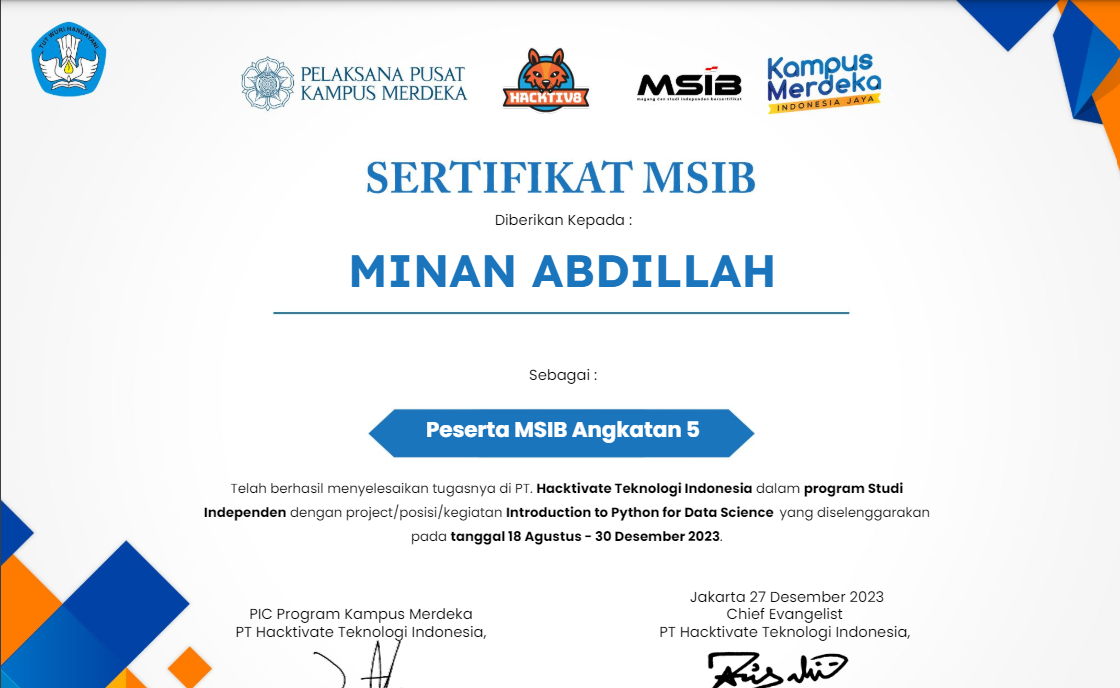 TUT WURI HANDAYANI
PELAKSANA PUSAT
KAMPUS MERDEKA
HACKTIV8
MSIB
magang dan studi independen bersertifikat
Kampus
Merdeka
INDONESIA JAYA
SERTIFIKAT MSIB
Diberikan Kepada :
MINAN ABDILLAH
Sebagai :
Peserta MSIB Angkatan 5
Telah berhasil menyelesaikan tugasnya di PT. Hacktivate Teknologi Indonesia dalam program Studi
Independen dengan project/posisi/kegiatan Introduction to Python for Data Science yang diselenggarakan
pada tanggal 18 Agustus - 30 Desember 2023.
PIC Program Kampus Merdeka
PT Hacktivate Teknologi Indonesia,
Jakarta 27 Desember 2023
Chief Evangelist
PT Hacktivate Teknologi Indonesia,